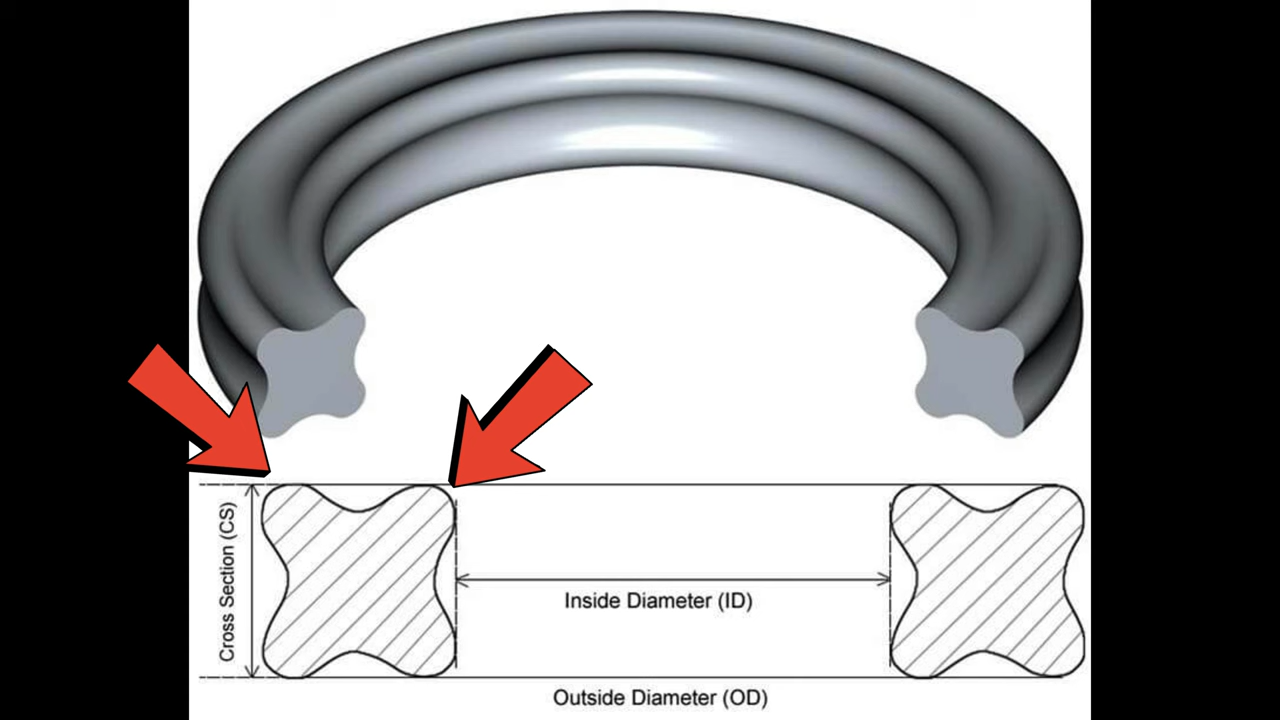 Cross Section (CS)
Inside Diameter (ID)
Outside Diameter (OD)